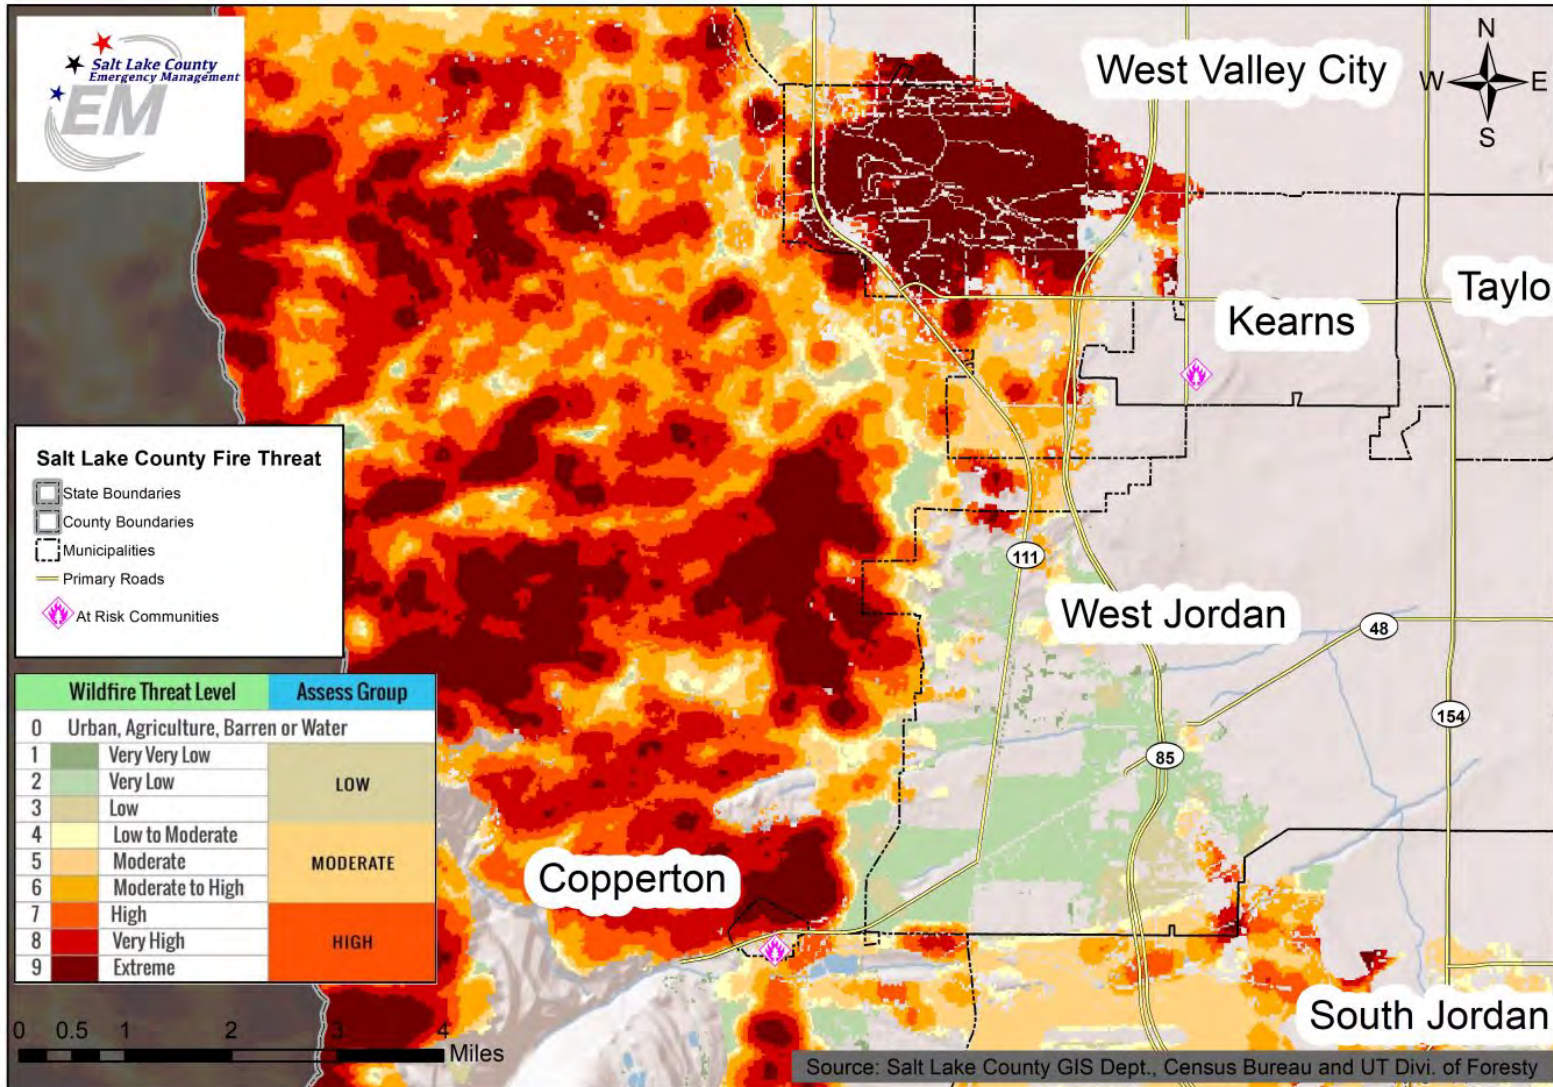 Salt Lake County
Emergency Management
EM
N
W E
S
West Valley City
Taylo
Kearns
111
West Jordan
48
154
85
Copperton
South Jordan
Salt Lake County Fire Threat
State Boundaries
County Boundaries
Municipalities
Primary Roads
At Risk Communities
Wildfire Threat Level Assess Group
0 Urban, Agriculture, Barren or Water
1 Very Very Low
2 Very Low LOW
3 Low
4 Low to Moderate
5 Moderate MODERATE
6 Moderate to High
7 High
8 Very High HIGH
9 Extreme
0 0.5 1 2 3 4
Miles
Source: Salt Lake County GIS Dept., Census Bureau and UT Divi. of Foresty